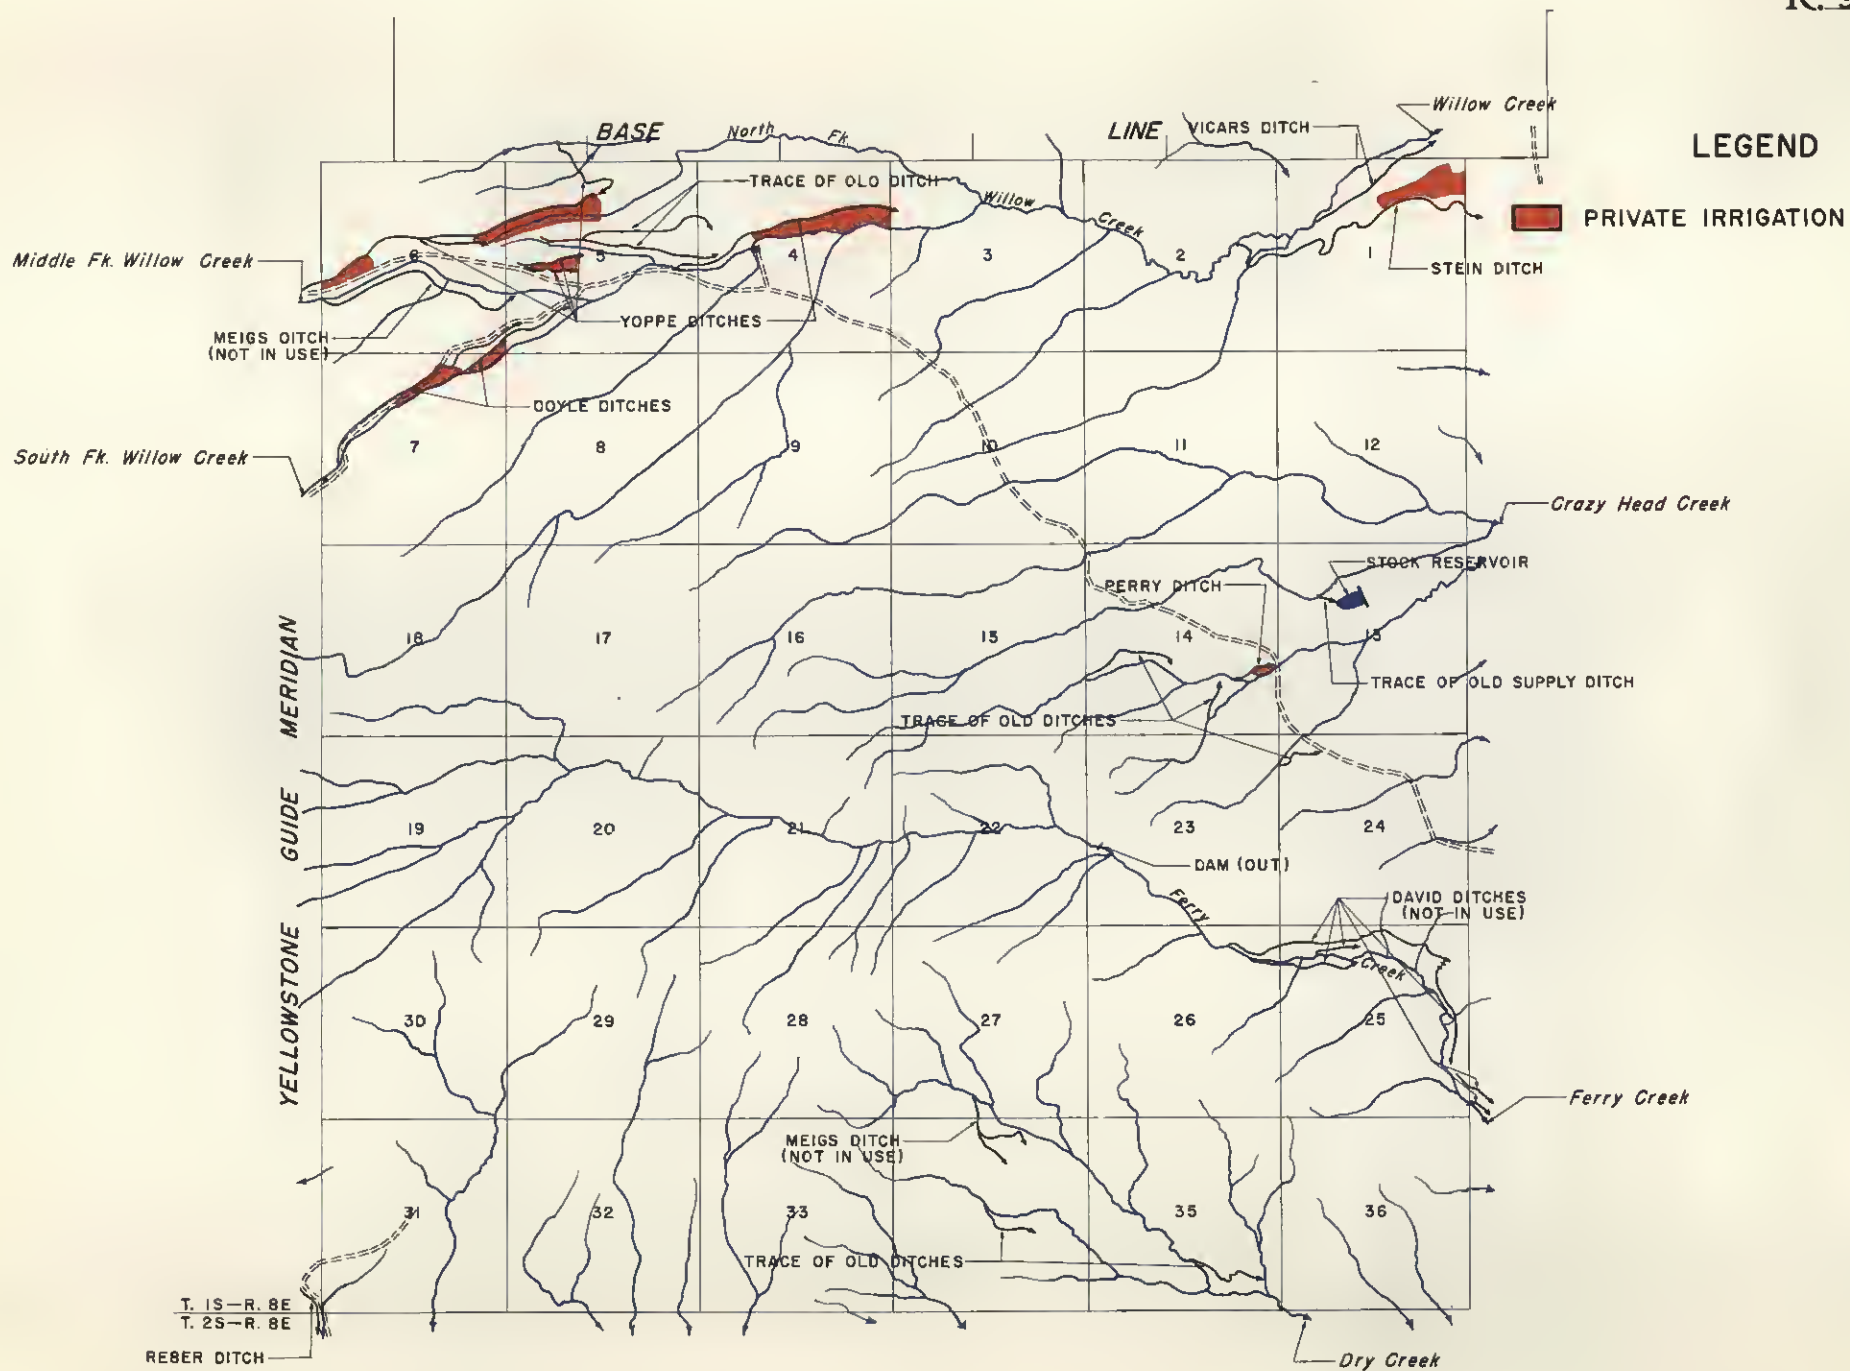 BASE
North
Fk.
LINE
VICARS DITCH
Willow Creek
LEGEND
TRACE OF OLO DITCH
Willow
Creek
PRIVATE IRRIGATION
Middle Fk. Willow Creek
6
5
4
3
2
1
STEIN DITCH
YOPPE DITCHES
MEIGS OITCH
(NOT IN USE)
DOYLE DITCHES
South Fk. Willow Creek
7
8
9
10
11
12
Crazy Head Creek
STOCK RESERVOIR
PERRY DITCH
18
17
16
15
14
13
TRACE OF OLD SUPPLY DITCH
TRACE OF OLD DITCHES
YELLOWSTONE GUIDE MERIDIAN
19
20
21
22
23
24
DAM (OUT)
Ferry
Creek
DAVID DITCHES
(NOT IN USE)
30
29
28
27
26
25
Ferry Creek
MEIGS DITCH
(NOT IN USE)
31
32
33
35
36
TRACE OF OLD DITCHES
T. 1S—R. 8E
T. 2S—R. 8E
REBER DITCH
Dry Creek